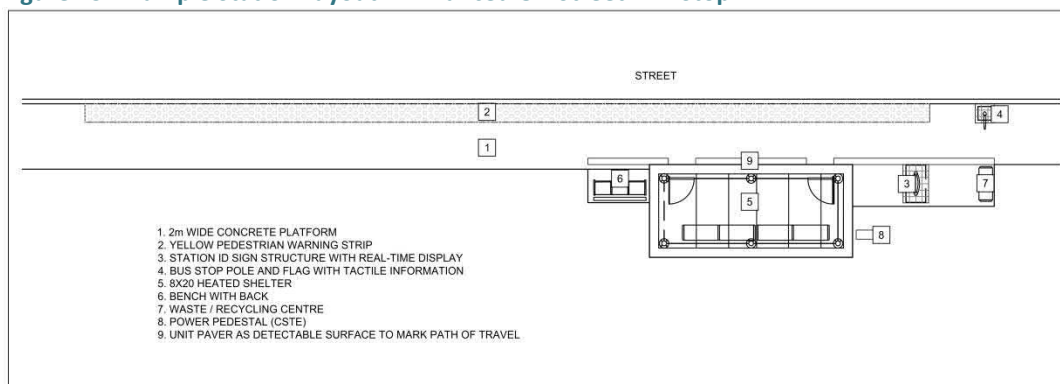 STREET
2
4
1
9
6
3
7
5
8
1. 2m WIDE CONCRETE PLATFORM
2. YELLOW PEDESTRIAN WARNING STRIP
3. STATION ID SIGN STRUCTURE WITH REAL-TIME DISPLAY
4. BUS STOP POLE AND FLAG WITH TACTILE INFORMATION
5. 8X20 HEATED SHELTER
6. BENCH WITH BACK
7. WASTE / RECYCLING CENTRE
8. POWER PEDESTAL (CSTE)
9. UNIT PAVER AS DETECTABLE SURFACE TO MARK PATH OF TRAVEL